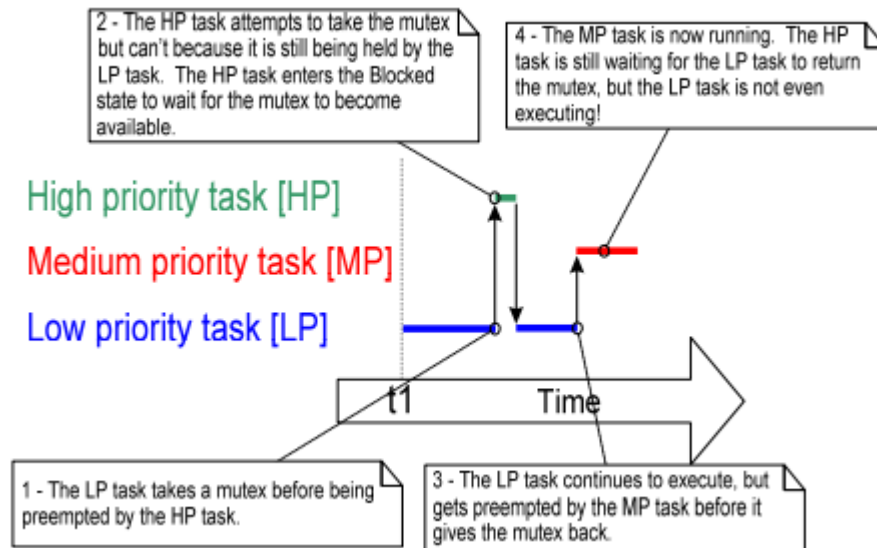 2 - The HP task attempts to take the mutex
but can't because it is still being held by the
LP task. The HP task enters the Blocked
state to wait for the mutex to become
available.
4 - The MP task is now running. The HP
task is still waiting for the LP task to return
the mutex, but the LP task is not even
executing!
High priority task [HP]
Medium priority task [MP]
Low priority task [LP]
t1
Time
1 - The LP task takes a mutex before being
preempted by the HP task.
3 - The LP task continues to execute, but
gets preempted by the MP task before it
gives the mutex back.